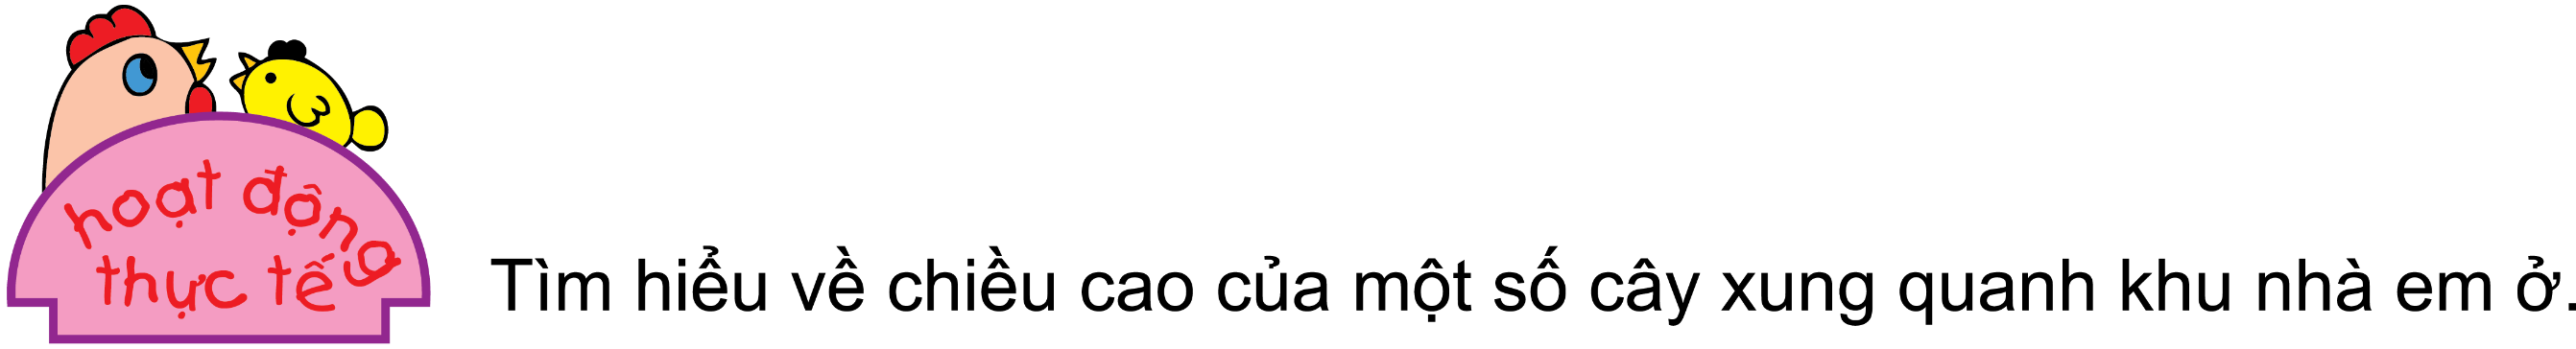 hoạt động
thực tế
Tìm hiểu về chiều cao của một số cây xung quanh khu nhà em ở.